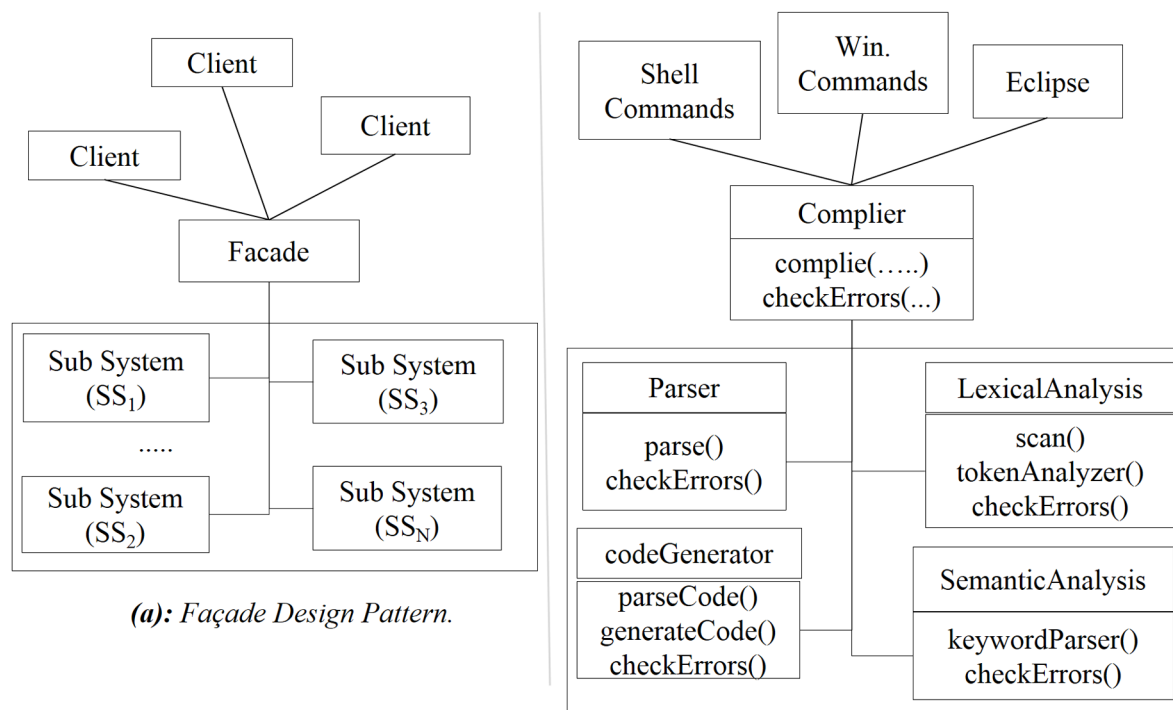 Client
Client
Client
Facade
Sub System
(SS1)
Sub System
(SS3)
.....
Sub System
(SS2)
Sub System
(SSN)
(a): Façade Design Pattern.
Shell
Commands
Win.
Commands
Eclipse
Complier
complie(…..)
checkErrors(...)
Parser
parse()
checkErrors()
LexicalAnalysis
scan()
tokenAnalyzer()
checkErrors()
codeGenerator
parseCode()
generateCode()
checkErrors()
SemanticAnalysis
keywordParser()
checkErrors()